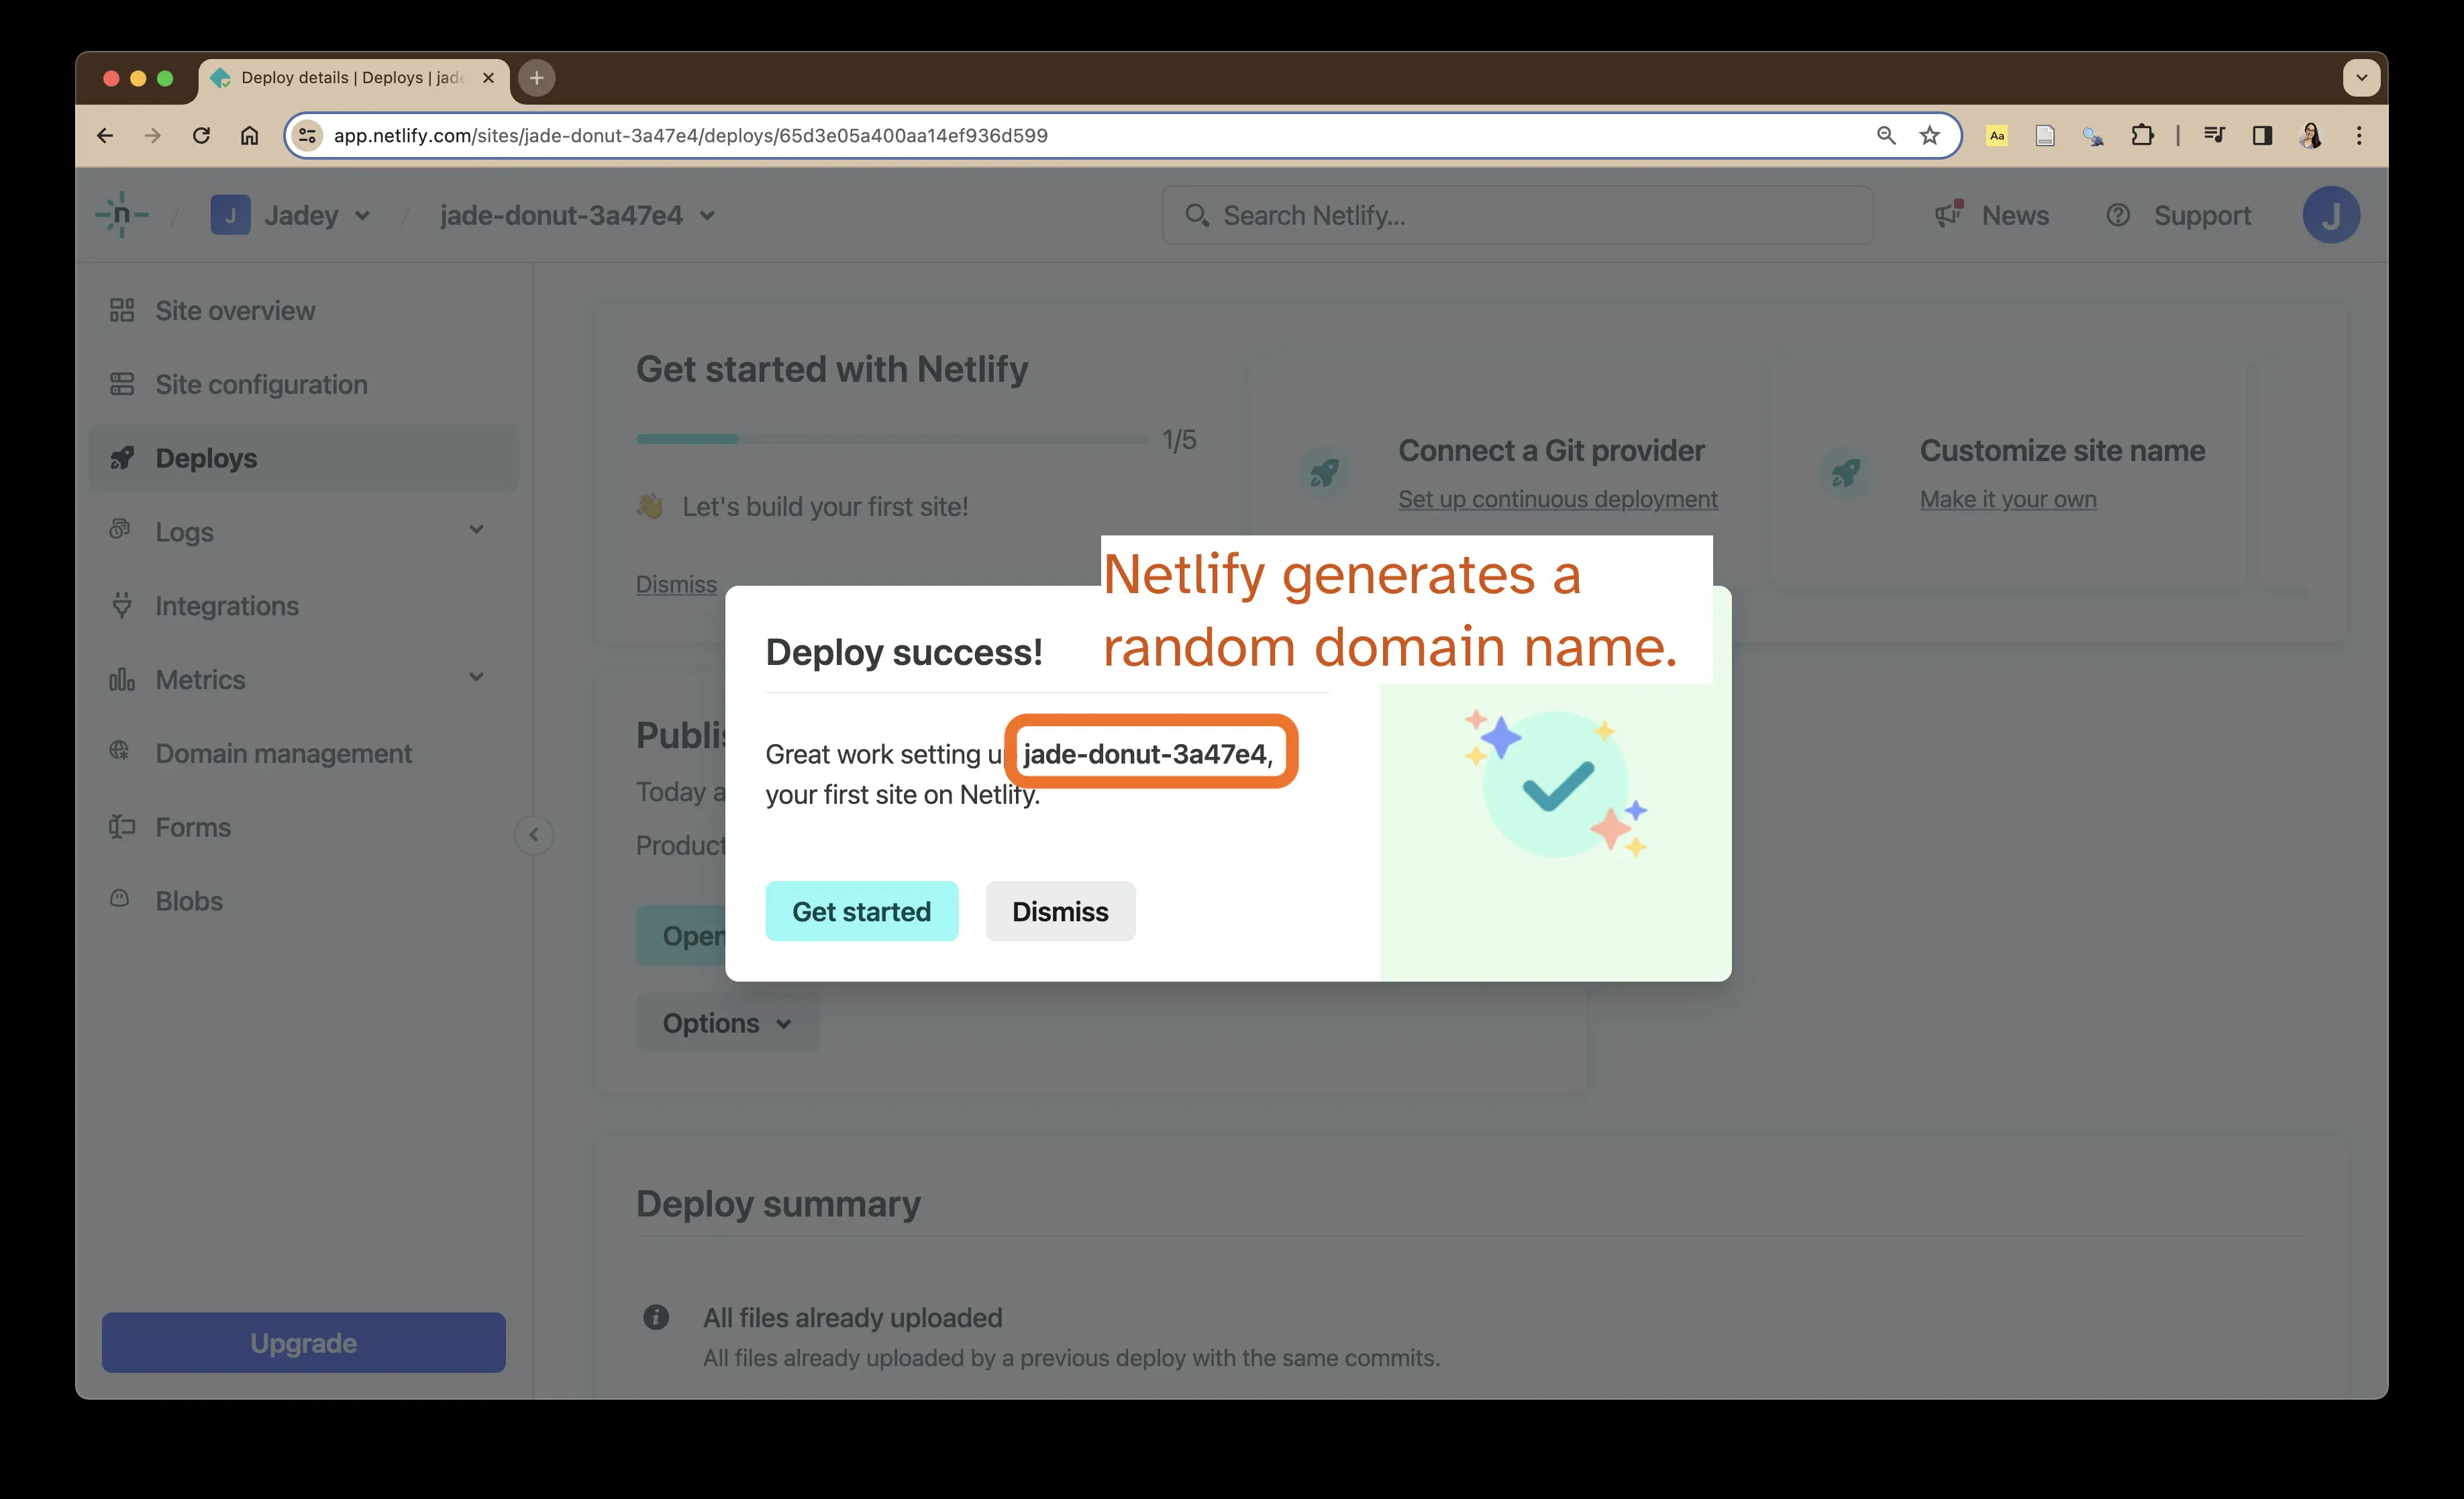 Deploy details | Deploys | jade
app.netlify.com/sites/jade-donut-3a47e4/deploys/65d3e05a400aa14ef936d599
Aa
n / J Jadey / jade-donut-3a47e4
Search Netlify...
News
Support
J
Site overview
Site configuration
Deploys
Logs
Integrations
Metrics
Domain management
Forms
Blobs
Upgrade
Get started with Netlify
1/5
👋 Let's build your first site!
Dismiss
Connect a Git provider
Set up continuous deployment
Customize site name
Make it your own
Netlify generates a
random domain name.
Deploy success!
Great work setting up jade-donut-3a47e4,
your first site on Netlify.
Get started
Dismiss
Today
Options
Deploy summary
All files already uploaded
All files already uploaded by a previous deploy with the same commits.